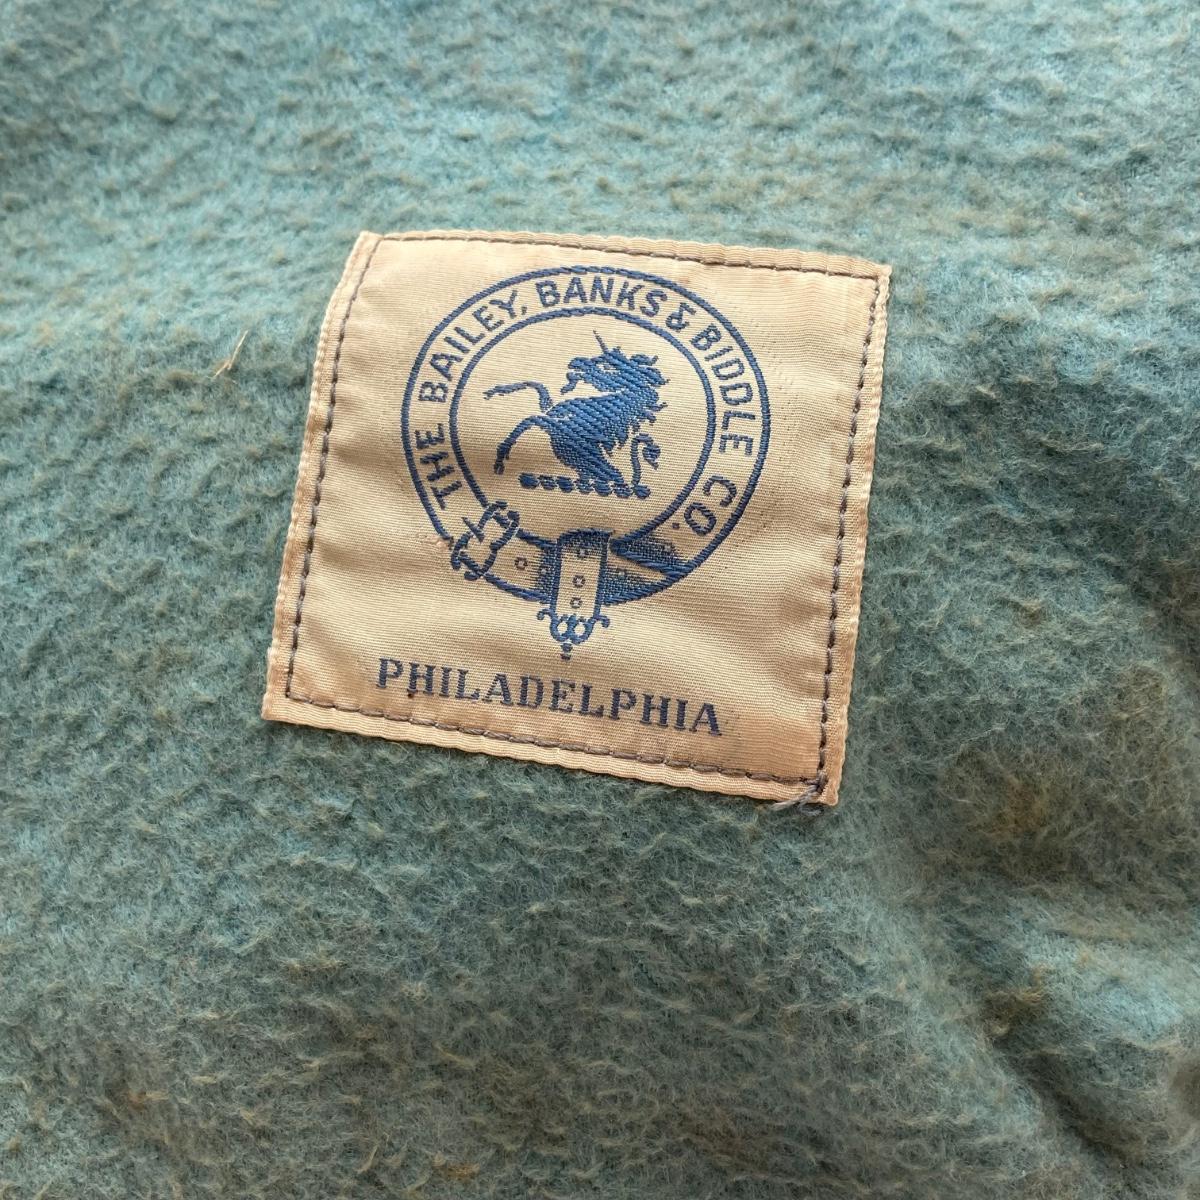 THE BAILEY, BANKS & BIDDLE CO.
PHILADELPHIA